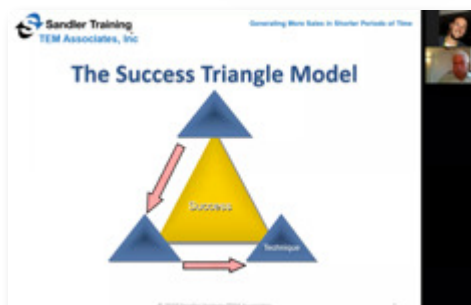 Sandler Training
Generating More Sales in Shorter Periods of Time
TEM Associates, Inc
The Success Triangle Model
Success
Technique